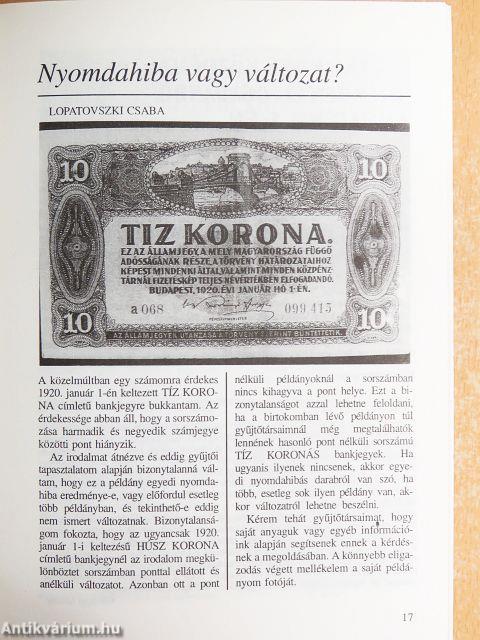 Nyomdahiba vagy változat?
LOPATOVSZKI CSABA
10 10
TIZ KORONA.
EZ AZ ÁLLAMJEGY A MELY MAGYARORSZÁG FÜGGŐ
ADÓSSÁGÁNAK RÉSZE, A TÖRVÉNY HATÁROZATAIHOZ
KÉPEST MINDENKI ÁLTAL, VALAMINT MINDEN KÖZPÉNZ-
TÁRNÁL FIZETÉSKÉP TELJES NÉVÉRTÉKBEN ELFOGADANDÓ.
BUDAPEST, 1920. ÉVI JANUÁR HÓ 1-ÉN.
a 068 099 415
PÉNZÜGYMINISTER
10 10
AZ ÁLLAMJEGYEK UTÁNZÁSA A TÖRVÉNY SZERINT BÜNTETTETIK.
A közelmúltban egy számomra érdekes
1920. január 1-én keltezett TÍZ KORO-
NA címletű bankjegyre bukkantam. Az
érdekessége abban áll, hogy a sorszámo-
zása harmadik és negyedik számjegye
közötti pont hiányzik.
Az irodalmat átnézve és eddig gyűjtői
tapasztalatom alapján bizonytalanná vál-
tam, hogy ez a példány egyedi nyomda-
hiba eredménye-e, vagy előfordul esetleg
több példányban, és tekinthető-e eddig
nem ismert változatnak. Bizonytalansá-
gom fokozta, hogy az ugyancsak 1920.
január 1-i keltezésű HÚSZ KORONA
címletű bankjegynél az irodalom megkü-
lönböztet sorszámban ponttal ellátott és
anélküli változatot. Azonban ott a pont
nélküli példányoknál a sorszámban
nincs kihagyva a pont helye. Ezt a bi-
zonytalanságot azzal lehetne feloldani,
ha a birtokomban lévő példányon túl
gyűjtőtársaimnál még megtalálhatók
lennének hasonló pont nélküli sorszámú
TÍZ KORONÁS bankjegyek. Ha
ugyanis ilyenek nincsenek, akkor egye-
di nyomdahibás darabról van szó, ha
több, esetleg sok ilyen példány van, ak-
kor változatról lehetne beszélni.
Kérem tehát gyűjtőtársaimat, hogy
saját anyaguk vagy egyéb információ-
ink alapján segítsenek ennek a kérdés-
nek a megoldásában. A könnyebb eliga-
zodás végett mellékelem a saját példá-
nyom fotóját.
17
Antikvárium.hu